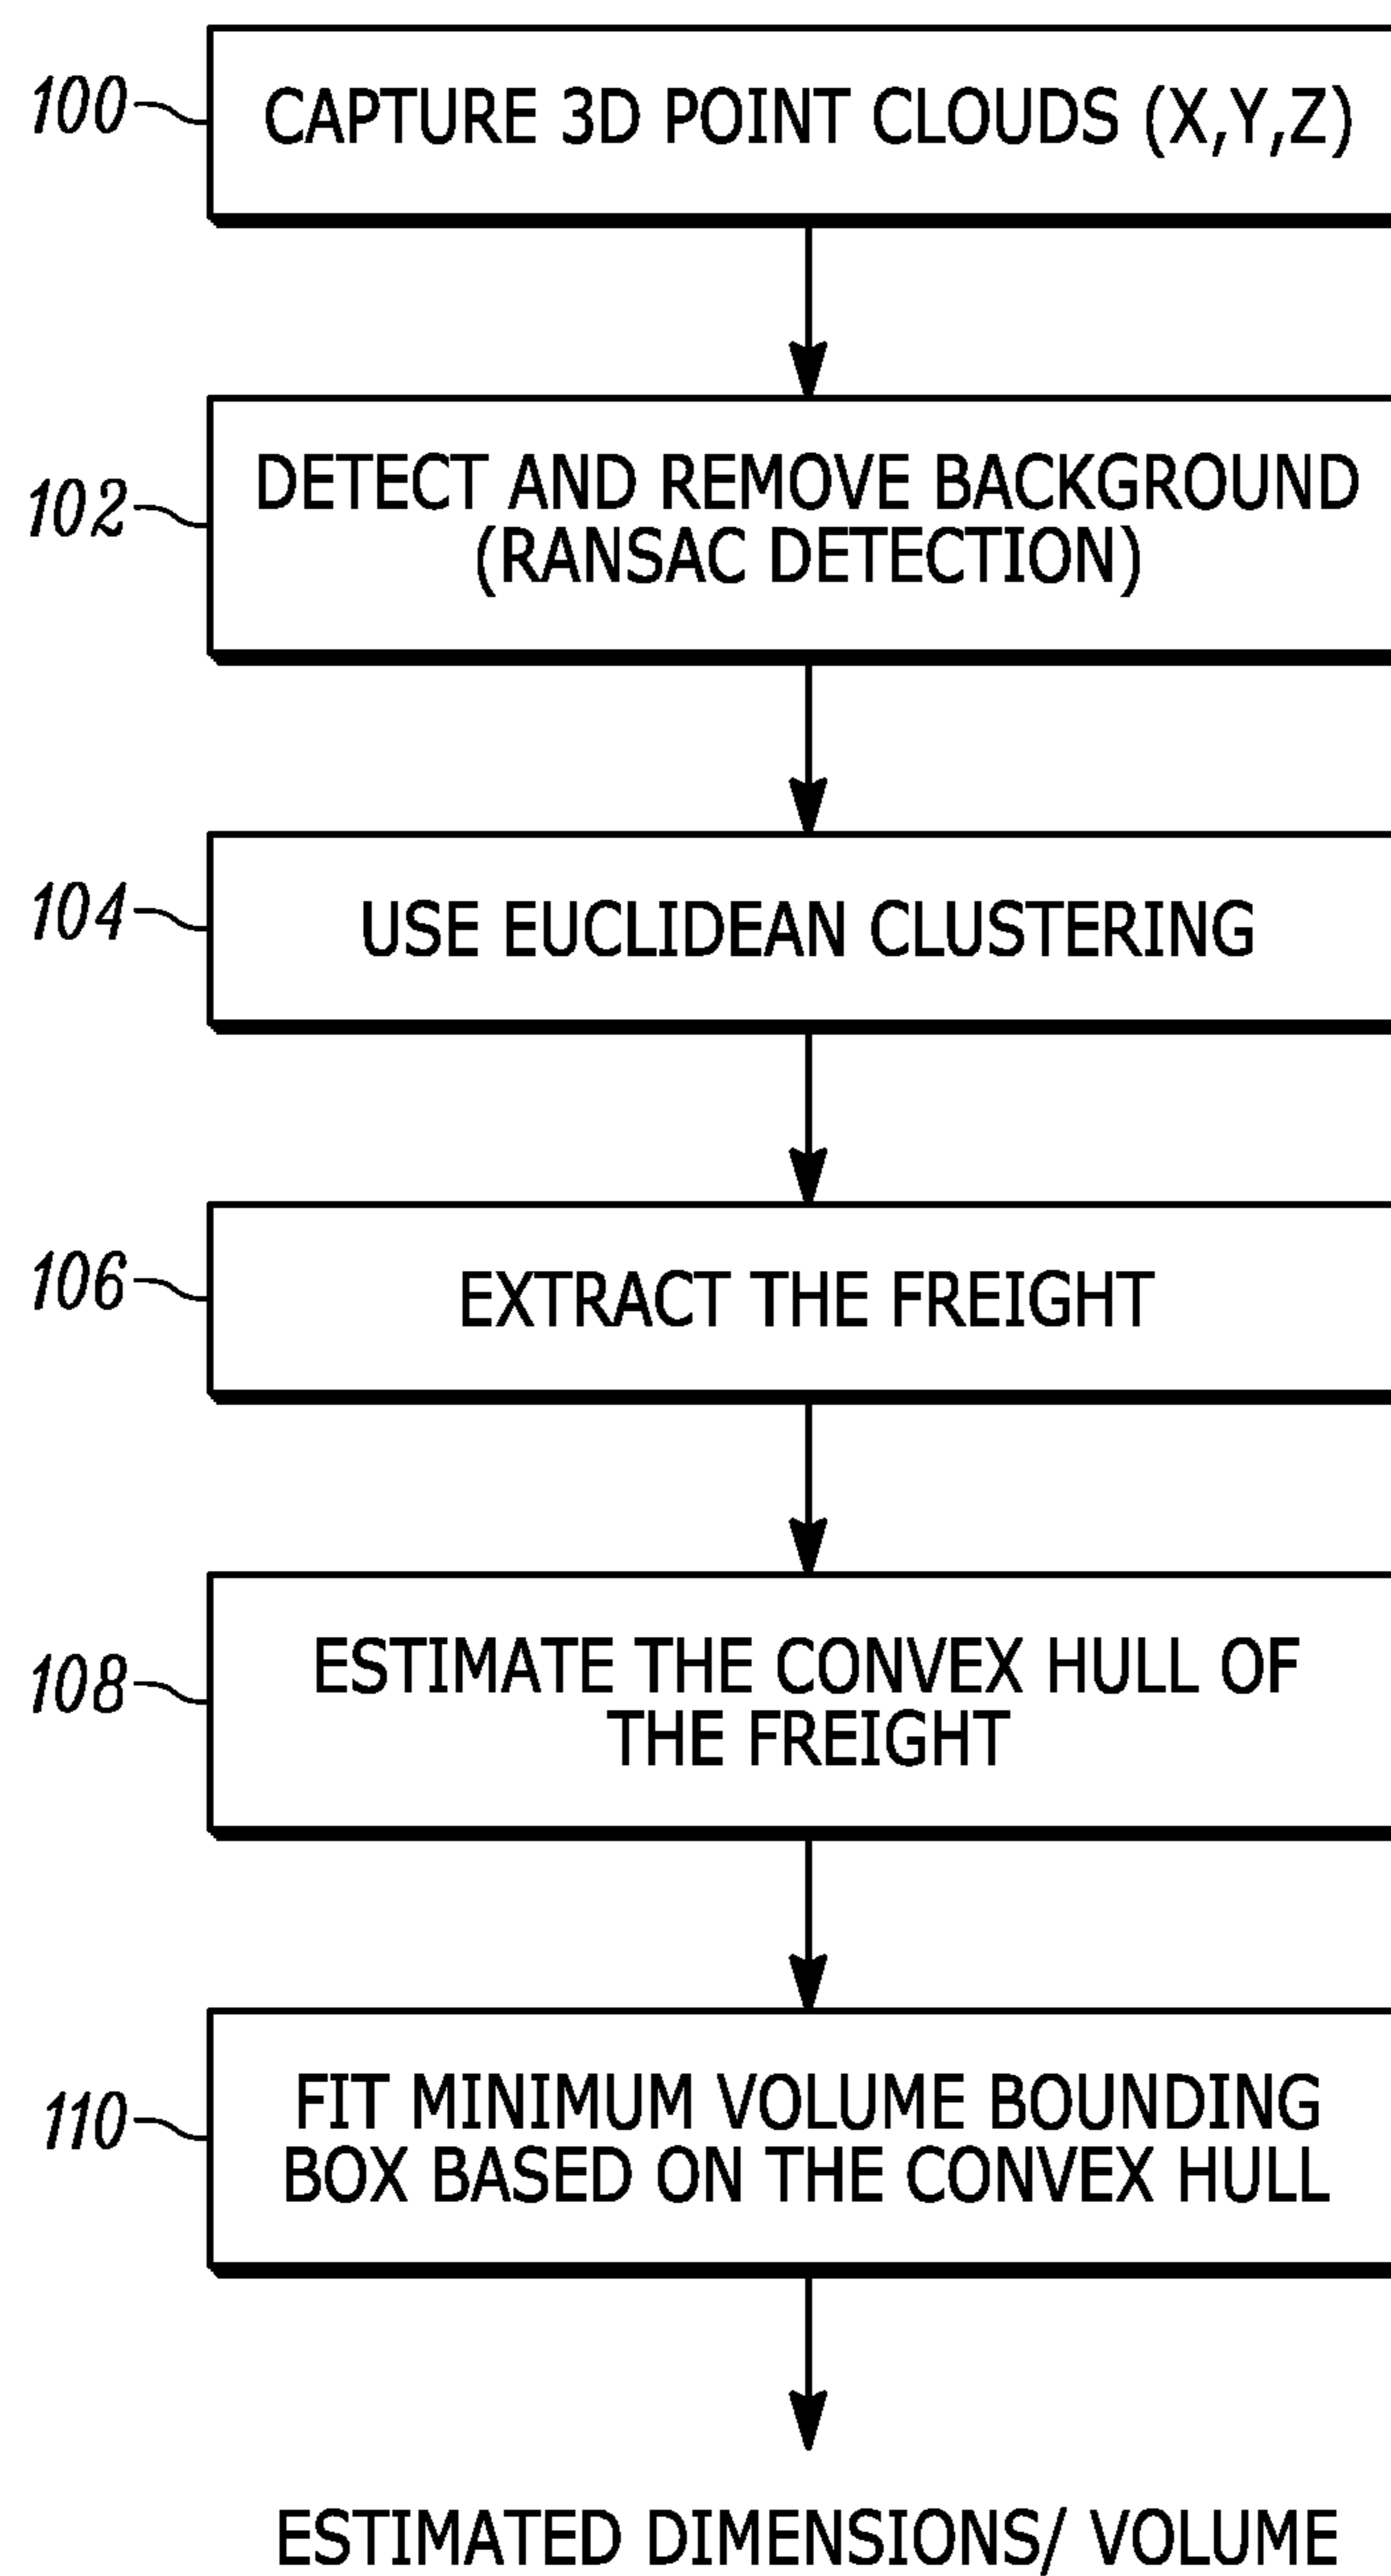 100
CAPTURE 3D POINT CLOUDS (X,Y,Z)
102
DETECT AND REMOVE BACKGROUND
(RANSAC DETECTION)
104
USE EUCLIDEAN CLUSTERING
106
EXTRACT THE FREIGHT
108
ESTIMATE THE CONVEX HULL OF
THE FREIGHT
110
FIT MINIMUM VOLUME BOUNDING
BOX BASED ON THE CONVEX HULL
ESTIMATED DIMENSIONS/ VOLUME